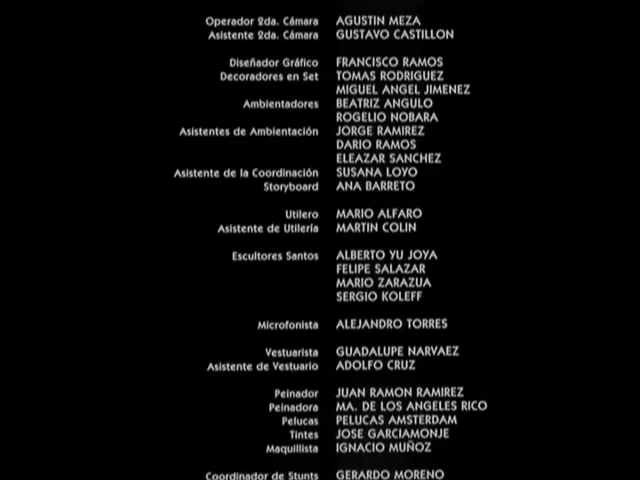 Operador 2da. Cámara AGUSTIN MEZA
Asistente 2da. Cámara GUSTAVO CASTILLON
Diseñador Gráfico FRANCISCO RAMOS
Decoradores en Set TOMAS RODRIGUEZ
MIGUEL ANGEL JIMENEZ
Ambientadores BEATRIZ ANGULO
ROGELIO NOBARA
Asistentes de Ambientación JORGE RAMIREZ
DARIO RAMOS
ELEAZAR SANCHEZ
Asistente de la Coordinación SUSANA LOYO
Storyboard ANA BARRETO
Utilero MARIO ALFARO
Asistente de Utilería MARTIN COLIN
Escultores Santos ALBERTO YU JOYA
FELIPE SALAZAR
MARIO ZARAZUA
SERGIO KOLEFF
Microfonista ALEJANDRO TORRES
Vestuarista GUADALUPE NARVAEZ
Asistente de Vestuario ADOLFO CRUZ
Peinador JUAN RAMON RAMIREZ
Peinadora MA. DE LOS ANGELES RICO
Pelucas PELUCAS AMSTERDAM
Tintes JOSE GARCIAMONJE
Maquillista IGNACIO MUÑOZ
Coordinador de Stunts GERARDO MORENO